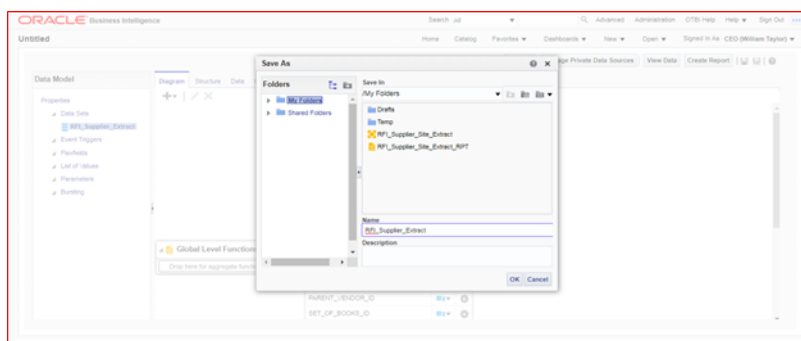 ORACLE Business Intelligence
Search All
Advanced Administration OTBI Help Help Sign Out
Untitled
Home Catalog Favorites Dashboards New Open Signed In As CEO (William Taylor)
Save As
Private Data Sources View Data Create Report
Data Model
Diagram Structure Data
Folders
Save In
/My Folders
Properties
My Folders
Shared Folders
Drafts
Temp
RFI_Supplier_Site_Extract
RFI_Supplier_Site_Extract_RPT
Data Sets
RFI_Supplier_Extract
Event Triggers
Flexfields
List of Values
Parameters
Bursting
Name
RFI_Supplier_Extract
Description
Global Level Function
Drop here for aggregate
OK Cancel
PARENT_VENDOR_ID
SET_OF_BOOKS_ID